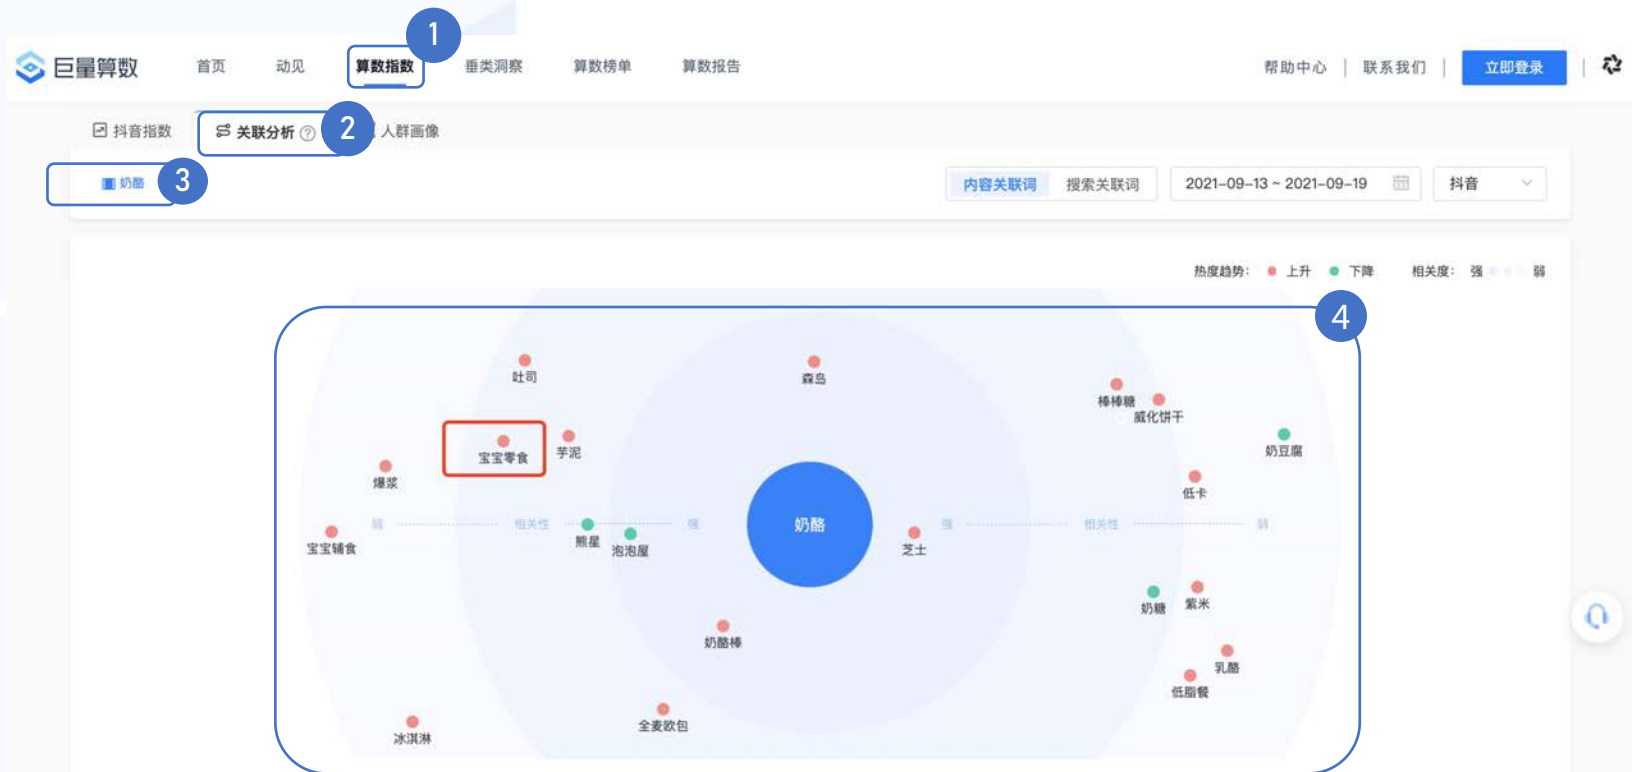 1
巨量算数 首页 动见 算数指数 垂类洞察 算数榜单 算数报告 帮助中心 | 联系我们 | 立即登录
抖音指数 关联分析 2 人群画像
奶酪 3 内容关联词 搜索关联词 2021-09-13 ~ 2021-09-19 抖音
热度趋势: 上升 下降 相关度: 强 弱
4
吐司 森岛
棒棒糖
威化饼干
宝宝零食 芋泥 奶豆腐
爆浆 低卡
弱 相关性 强 奶酪 强 相关性 弱
宝宝辅食 熊星 泡泡屋 芝士
奶糖 紫米
奶酪棒
乳酪
低脂餐
全麦欧包
冰淇淋